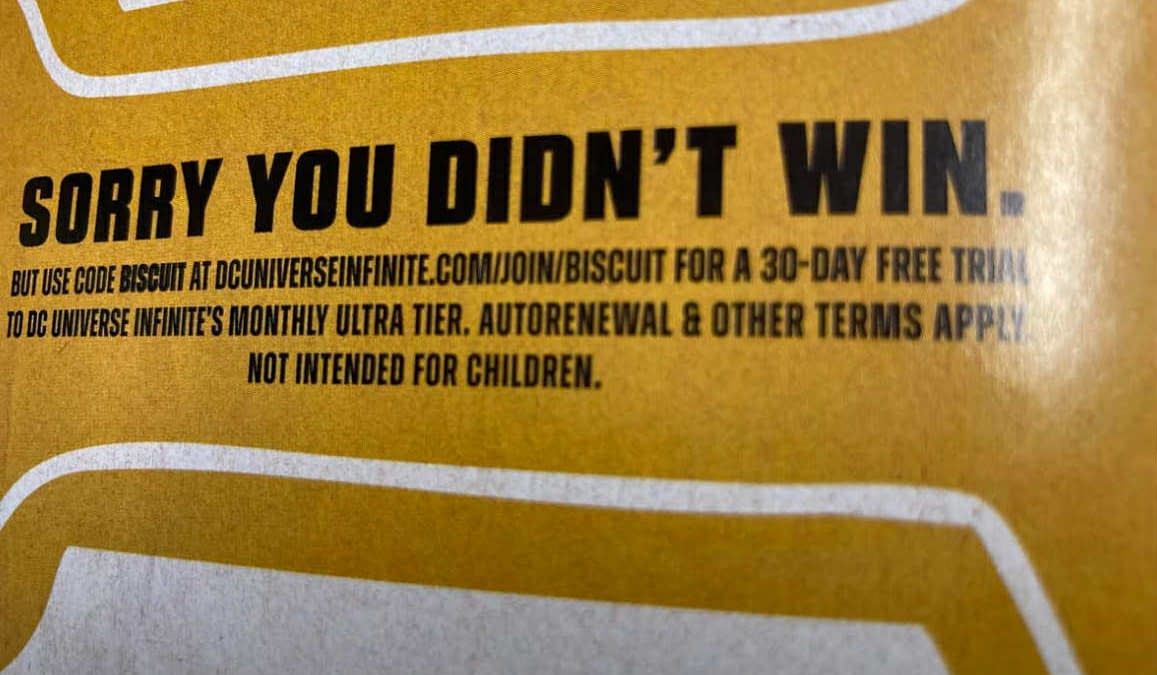 SORRY YOU DIDN'T WIN.
BUT USE CODE BISCUIT AT DCUNIVERSEINFINITE.COM/JOIN/BISCUIT FOR A 30-DAY FREE TRIAL
TO DC UNIVERSE INFINITE'S MONTHLY ULTRA TIER. AUTORENEWAL & OTHER TERMS APPLY.
NOT INTENDED FOR CHILDREN.